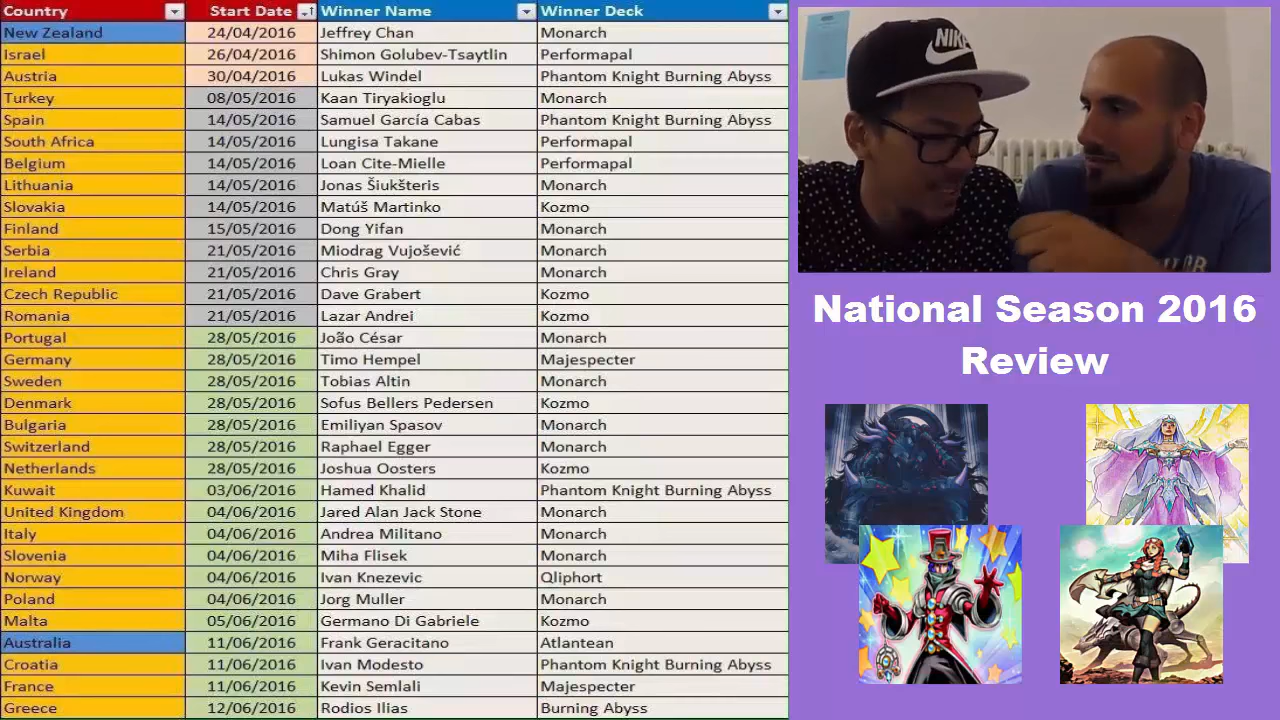 Country Start Date Winner Name Winner Deck
New Zealand 24/04/2016 Jeffrey Chan Monarch
Israel 26/04/2016 Shimon Golubev-Tsaytlin Performapal
Austria 30/04/2016 Lukas Windel Phantom Knight Burning Abyss
Turkey 08/05/2016 Kaan Tiryakioglu Monarch
Spain 14/05/2016 Samuel García Cabas Phantom Knight Burning Abyss
South Africa 14/05/2016 Lungisa Takane Performapal
Belgium 14/05/2016 Loan Cite-Mielle Performapal
Lithuania 14/05/2016 Jonas Šiukšteris Monarch
Slovakia 14/05/2016 Matúš Martinko Kozmo
Finland 15/05/2016 Dong Yifan Monarch
Serbia 21/05/2016 Miodrag Vujošević Monarch
Ireland 21/05/2016 Chris Gray Monarch
Czech Republic 21/05/2016 Dave Grabert Kozmo
Romania 21/05/2016 Lazar Andrei Kozmo
Portugal 28/05/2016 João César Monarch
Germany 28/05/2016 Timo Hempel Majespecter
Sweden 28/05/2016 Tobias Altin Monarch
Denmark 28/05/2016 Sofus Bellers Pedersen Kozmo
Bulgaria 28/05/2016 Emiliyan Spasov Monarch
Switzerland 28/05/2016 Raphael Egger Monarch
Netherlands 28/05/2016 Joshua Oosters Kozmo
Kuwait 03/06/2016 Hamed Khalid Phantom Knight Burning Abyss
United Kingdom 04/06/2016 Jared Alan Jack Stone Monarch
Italy 04/06/2016 Andrea Militano Monarch
Slovenia 04/06/2016 Miha Flisek Monarch
Norway 04/06/2016 Ivan Knezevic Qliphort
Poland 04/06/2016 Jorg Muller Monarch
Malta 05/06/2016 Germano Di Gabriele Kozmo
Australia 11/06/2016 Frank Geracitano Atlantean
Croatia 11/06/2016 Ivan Modesto Phantom Knight Burning Abyss
France 11/06/2016 Kevin Semlali Majespecter
Greece 12/06/2016 Rodios Ilias Burning Abyss
NIKE
National Season 2016
Review